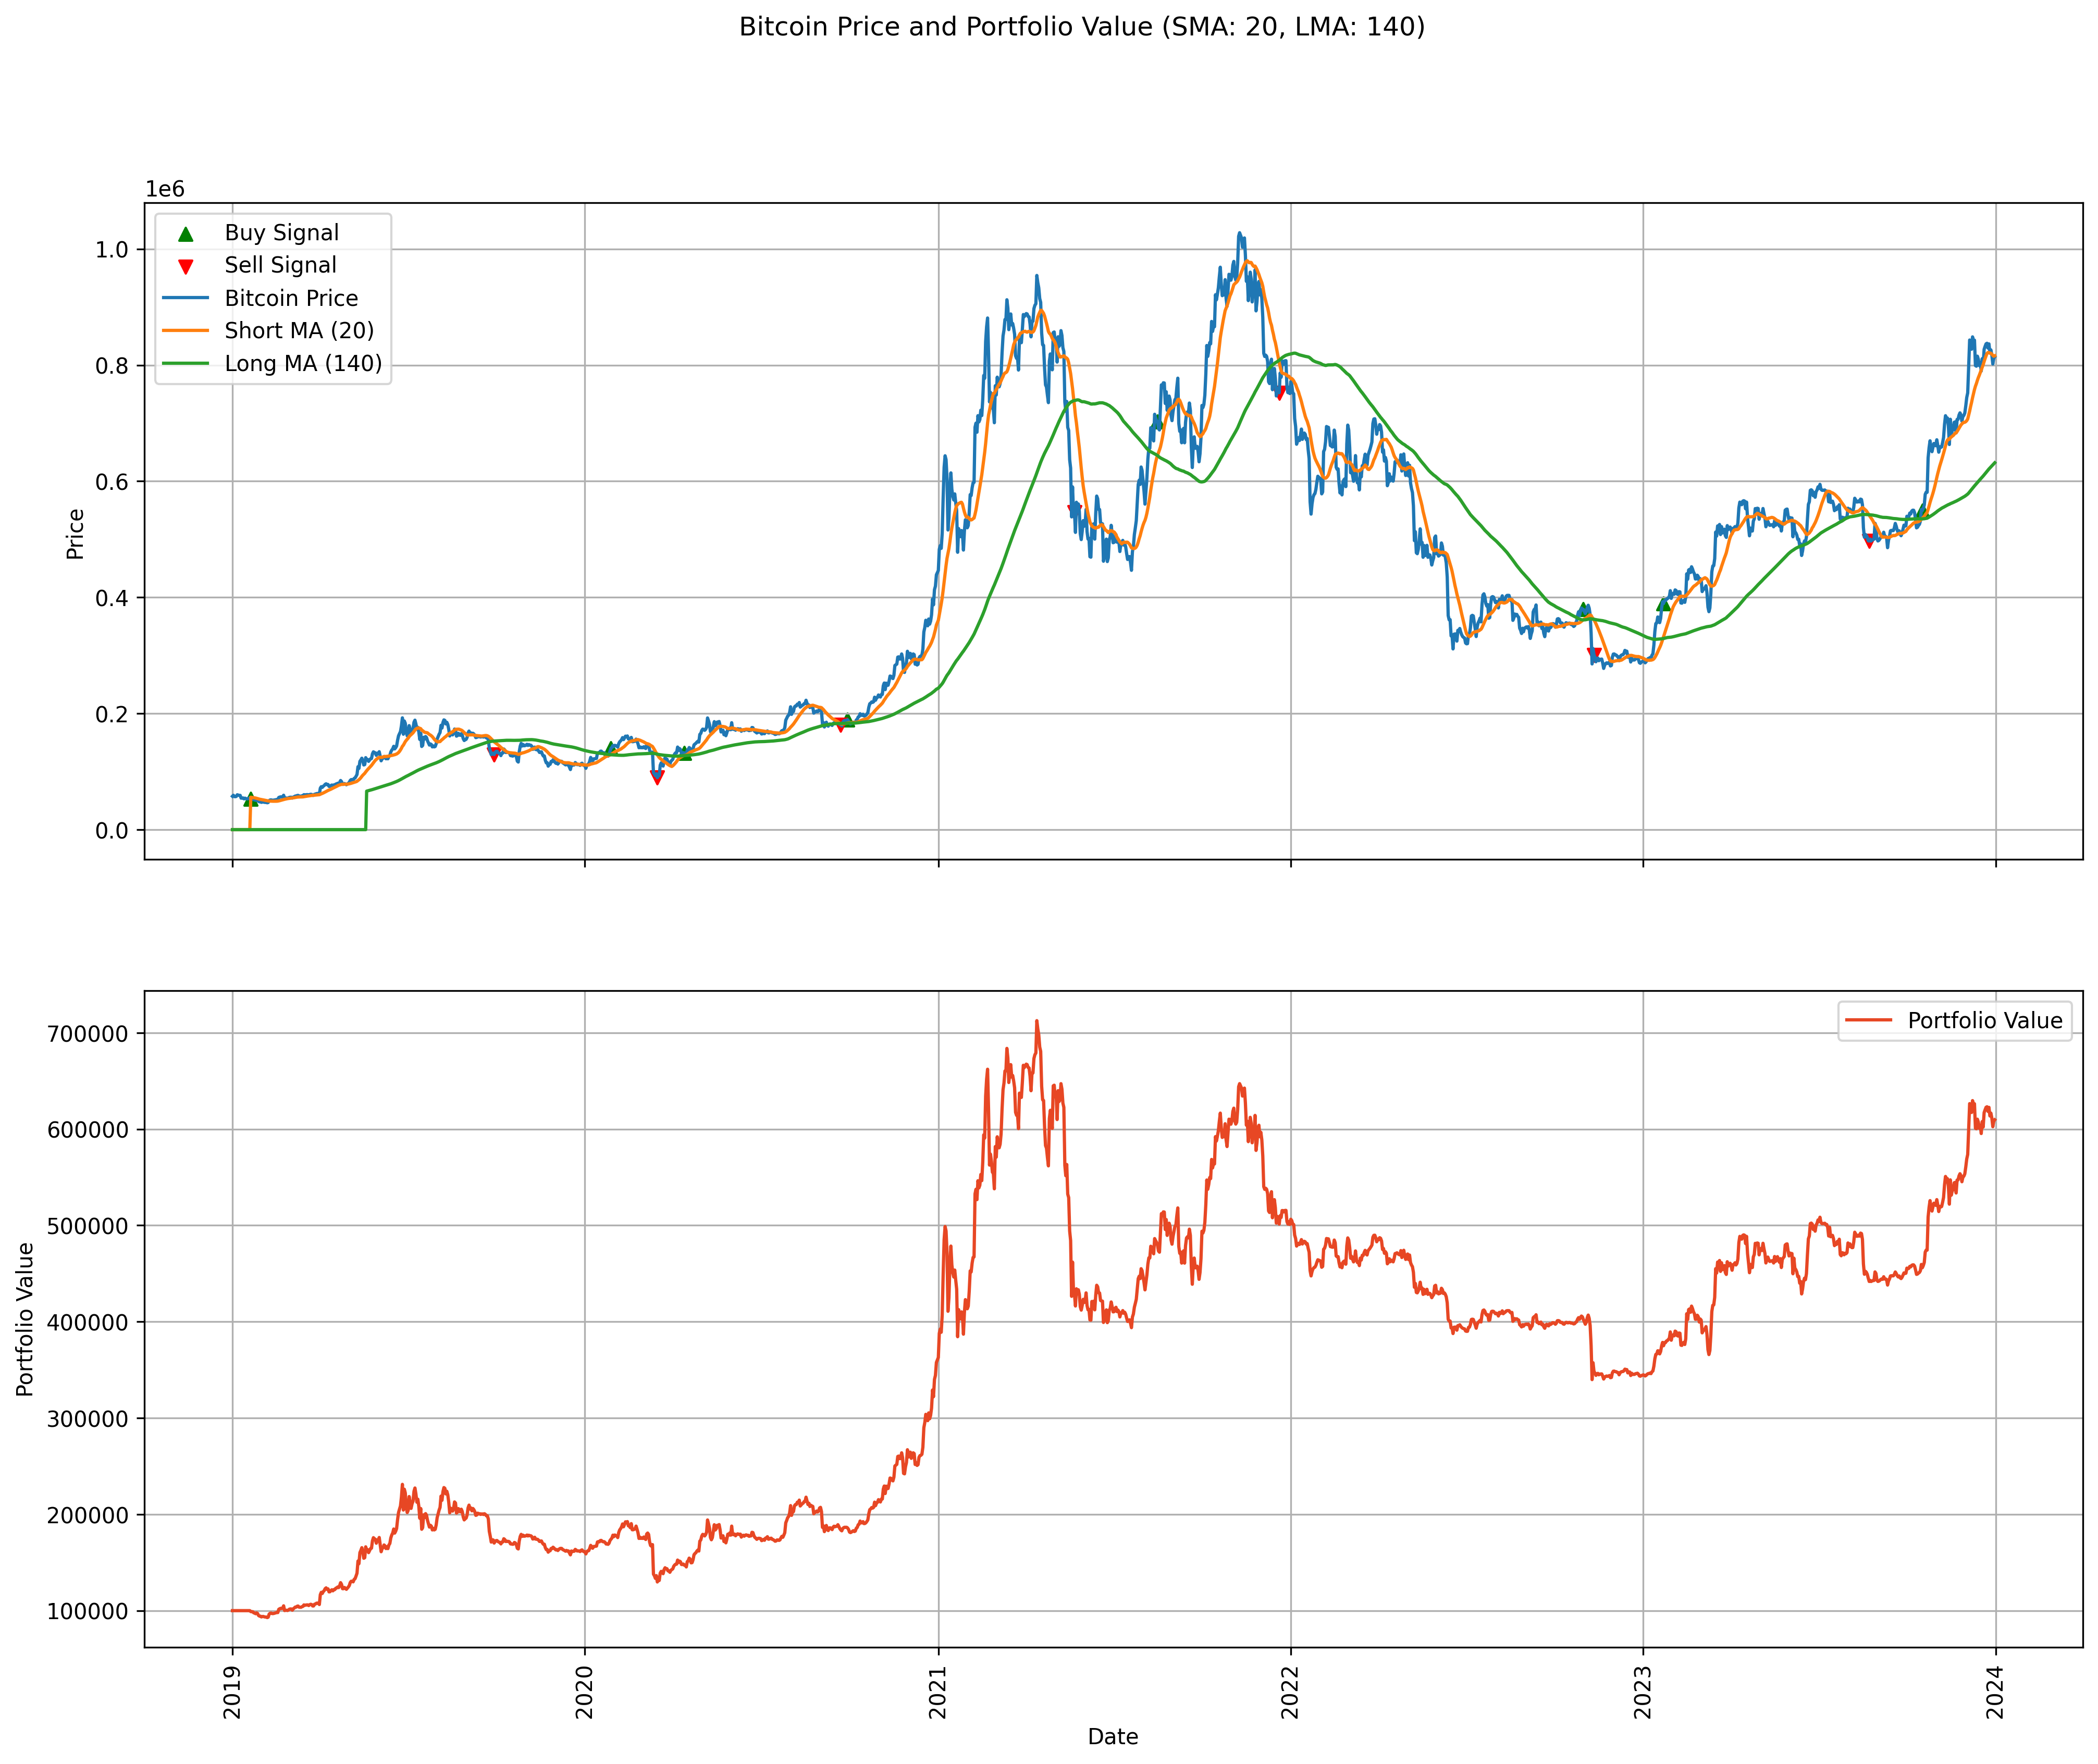 Bitcoin Price and Portfolio Value (SMA: 20, LMA: 140)
1e6
Buy Signal
Sell Signal
Bitcoin Price
Short MA (20)
Long MA (140)
1.0
0.8
0.6
0.4
0.2
0.0
Price
Portfolio Value
700000
600000
500000
400000
300000
200000
100000
Portfolio Value
2019
2020
2021
2022
2023
2024
Date